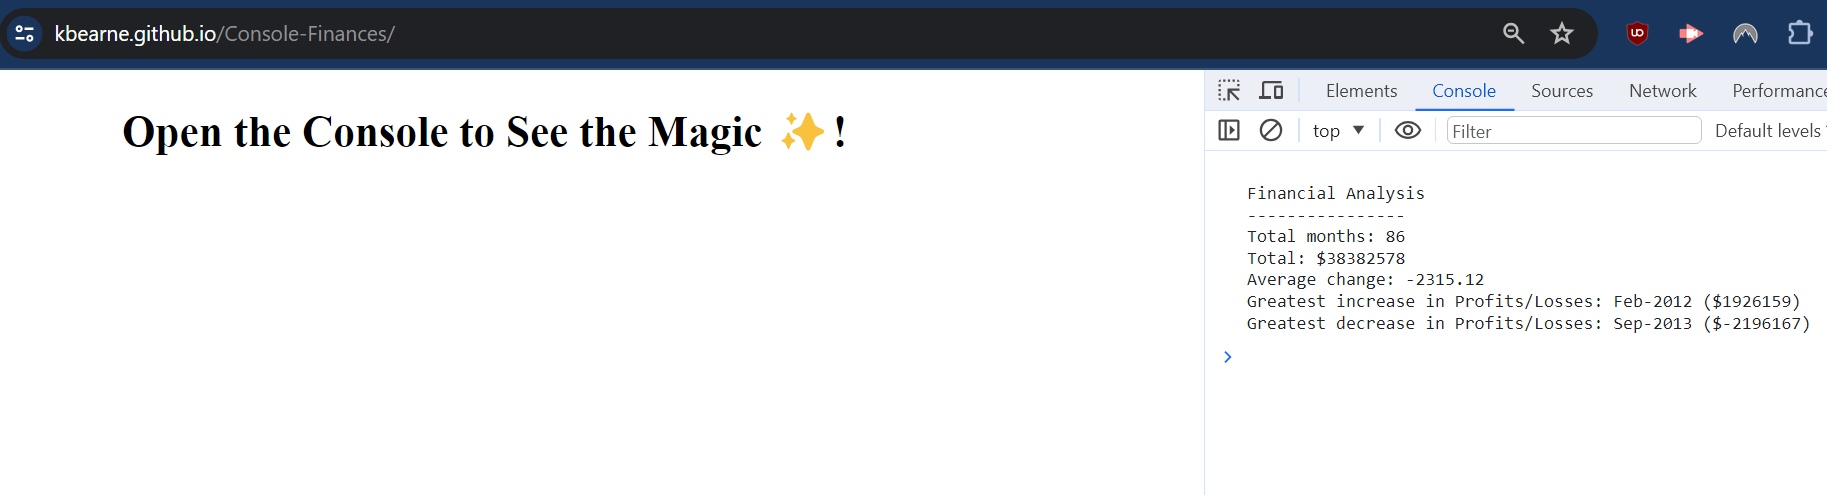 kbearne.github.io/Console-Finances/
Open the Console to See the Magic ✨!
Elements Console Sources Network Performance
top Filter Default levels
Financial Analysis
----------------
Total months: 86
Total: $38382578
Average change: -2315.12
Greatest increase in Profits/Losses: Feb-2012 ($1926159)
Greatest decrease in Profits/Losses: Sep-2013 ($-2196167)